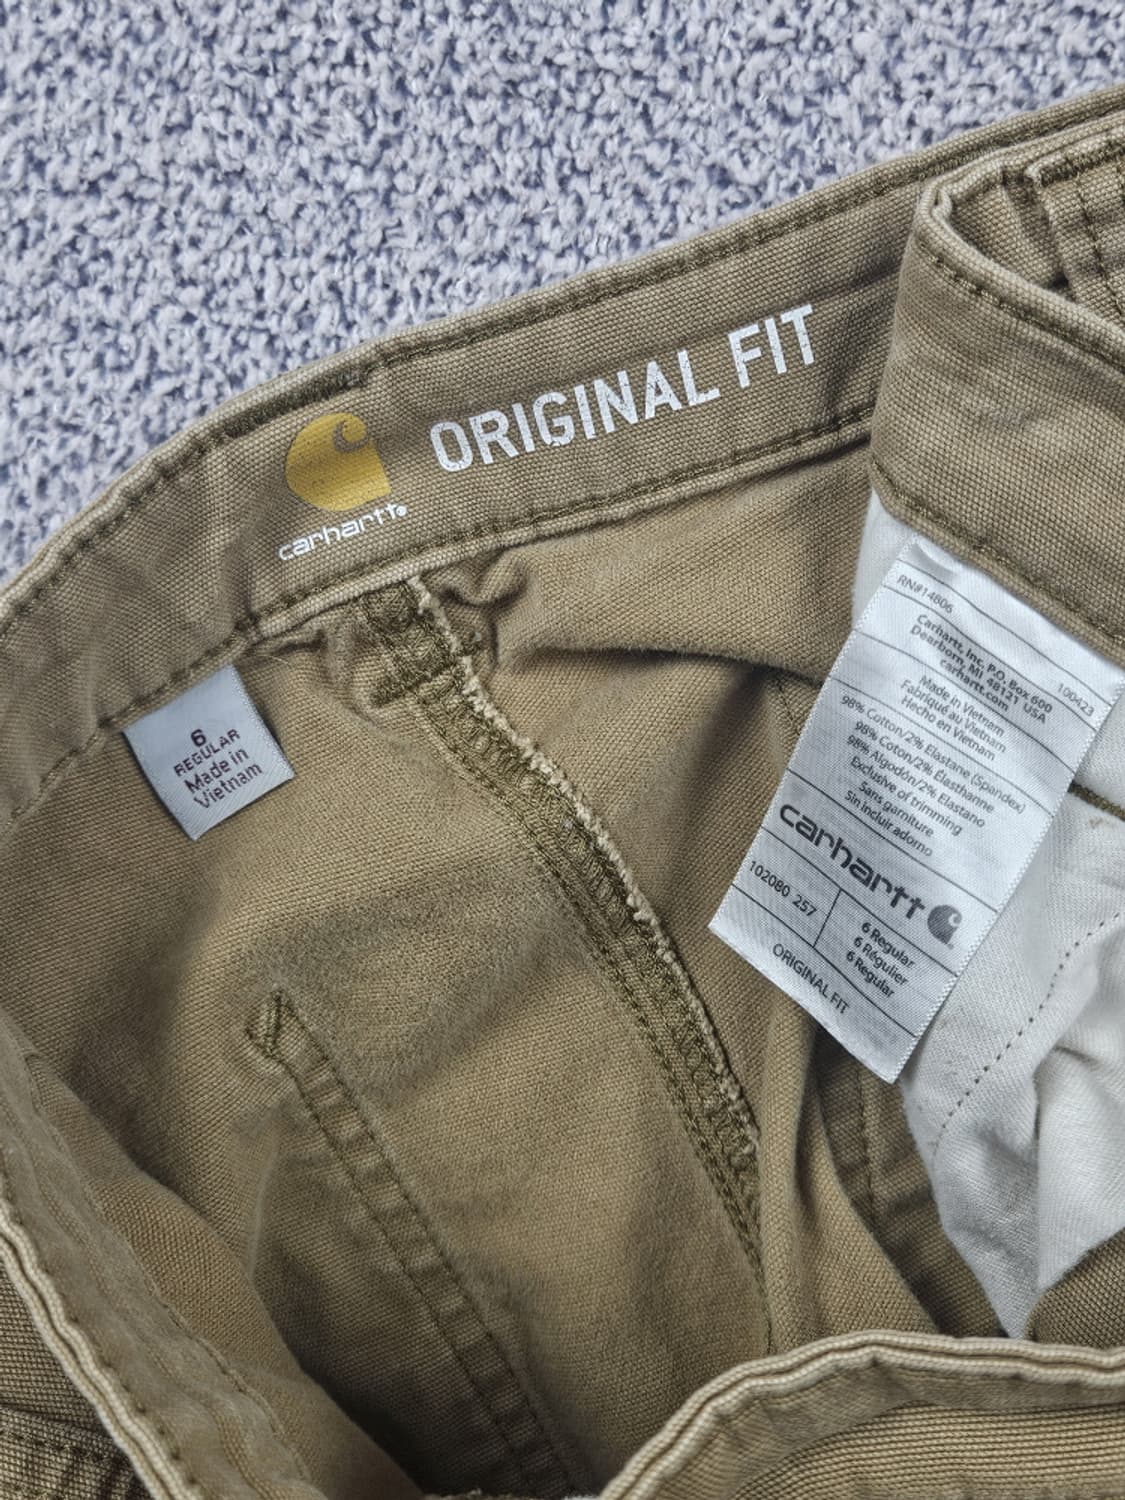 ORIGINAL FIT
carhartt
6
REGULAR
Made in
Vietnam
RN#14806
Carhartt, Inc. P.O. Box 600
Dearborn, MI 48121 USA
carhartt.com
100423
Made in Vietnam
Fabriqué au Vietnam
Hecho en Vietnam
98% Cotton/2% Elastane (Spandex)
98% Coton/2% Élasthanne
98% Algodón/2% Elastano
Exclusive of trimming
Sans garniture
Sin incluir adorno
carhartt
102080 257
6 Regular
6 Régulier
6 Regular
ORIGINAL FIT